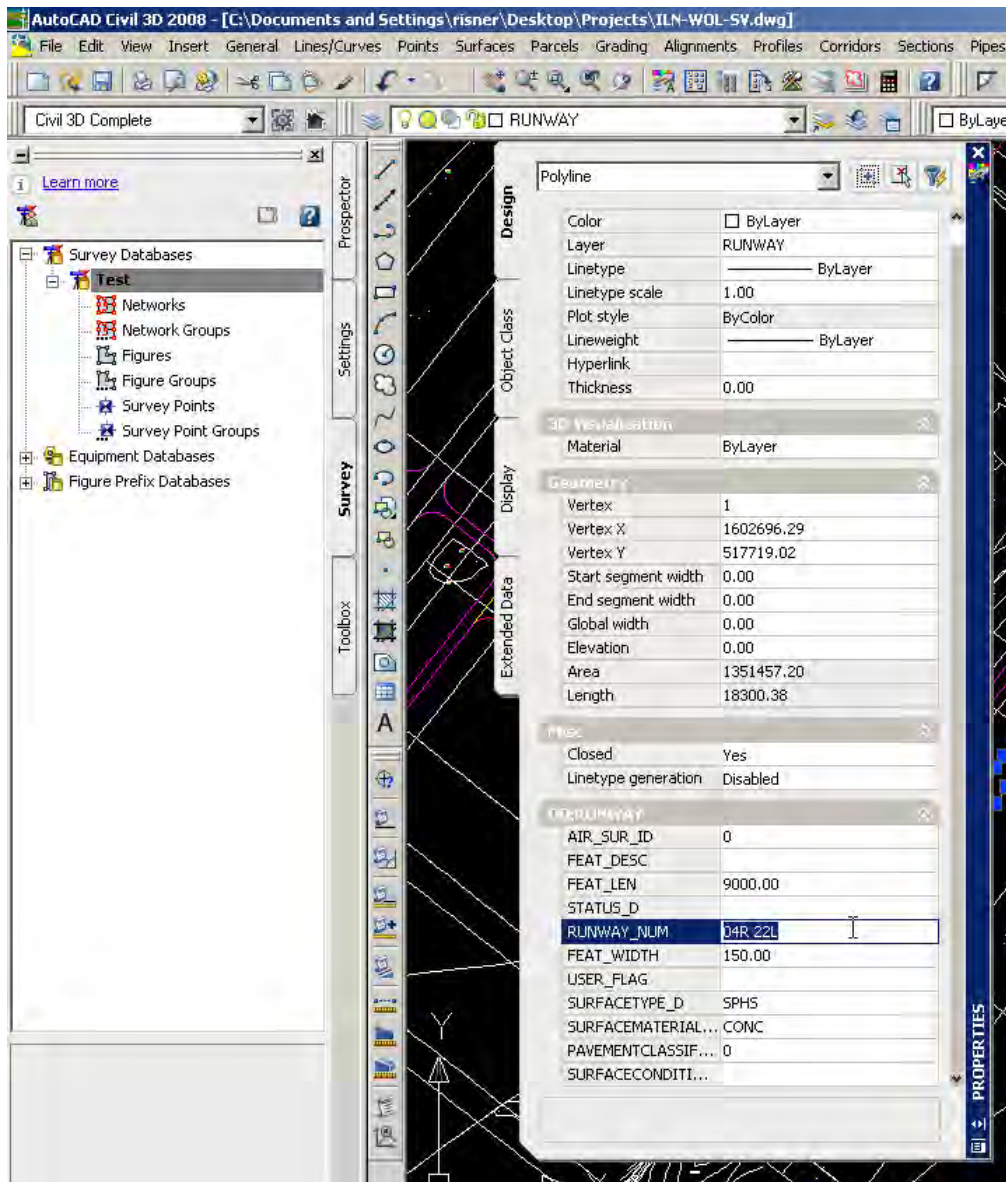 AutoCAD Civil 3D 2008 - [C:\Documents and Settings\risner\Desktop\Projects\ILN-WOL-SV.dwg]
File Edit View Insert General Lines/Curves Points Surfaces Parcels Grading Alignments Profiles Corridors Sections Pipes
Civil 3D Complete RUNWAY ByLaye
Learn more
Survey Databases
Test
Networks
Network Groups
Figures
Figure Groups
Survey Points
Survey Point Groups
Equipment Databases
Figure Prefix Databases
Prospector
Settings
Survey
Toolbox
A
Y
Design
Object Class
Display
Extended Data
Polyline
Color ByLayer
Layer RUNWAY
Linetype ByLayer
Linetype scale 1.00
Plot style ByColor
Lineweight ByLayer
Hyperlink
Thickness 0.00
3D Visualization
Material ByLayer
Geometry
Vertex 1
Vertex X 1602696.29
Vertex Y 517719.02
Start segment width 0.00
End segment width 0.00
Global width 0.00
Elevation 0.00
Area 1351457.20
Length 18300.38
Misc
Closed Yes
Linetype generation Disabled
AIR_SUR_ID 0
FEAT_DESC
FEAT_LEN 9000.00
STATUS_D
RUNWAY_NUM 04R 22L
FEAT_WIDTH 150.00
USER_FLAG
SURFACETYPE_D SPHS
SURFACEMATERIAL... CONC
PAVEMENTCLASSIF... 0
SURFACECONDITI...
PROPERTIES